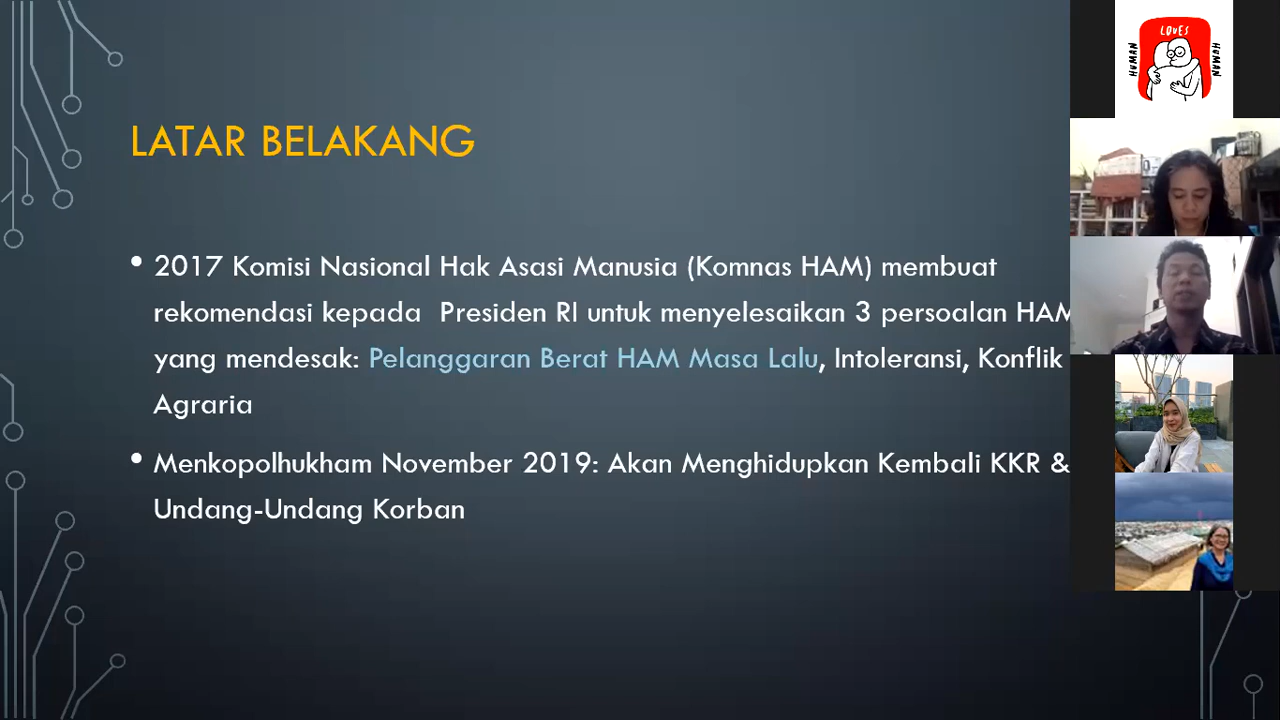 LATAR BELAKANG
• 2017 Komisi Nasional Hak Asasi Manusia (Komnas HAM) membuat
rekomendasi kepada Presiden RI untuk menyelesaikan 3 persoalan HAM
yang mendesak: Pelanggaran Berat HAM Masa Lalu, Intoleransi, Konflik
Agraria
• Menkopolhukham November 2019: Akan Menghidupkan Kembali KKR &
Undang-Undang Korban
LOVES
HUMAN
HUMAN